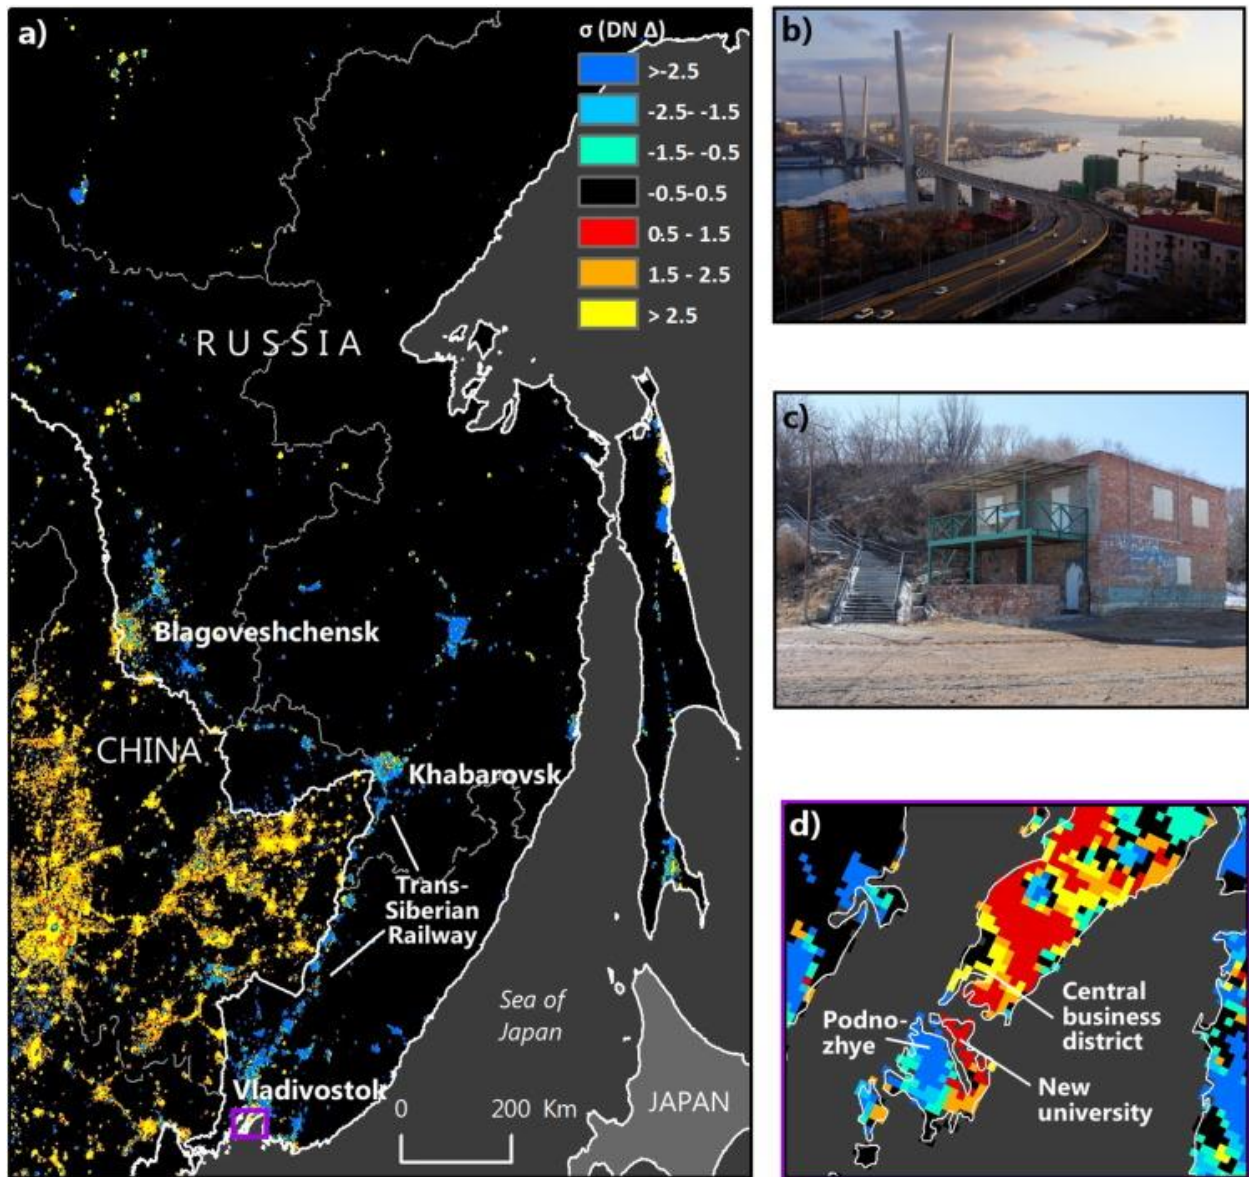 a)
σ (DN Δ)
>-2.5
-2.5- -1.5
-1.5- -0.5
-0.5-0.5
0.5 - 1.5
1.5 - 2.5
> 2.5
RUSSIA
Blagoveshchensk
CHINA
Khabarovsk
Trans-
Siberian
Railway
Sea of
Japan
Vladivostok
0 200 Km
JAPAN
b)
c)
d)
Central
business
district
Podno-
zhye
New
university